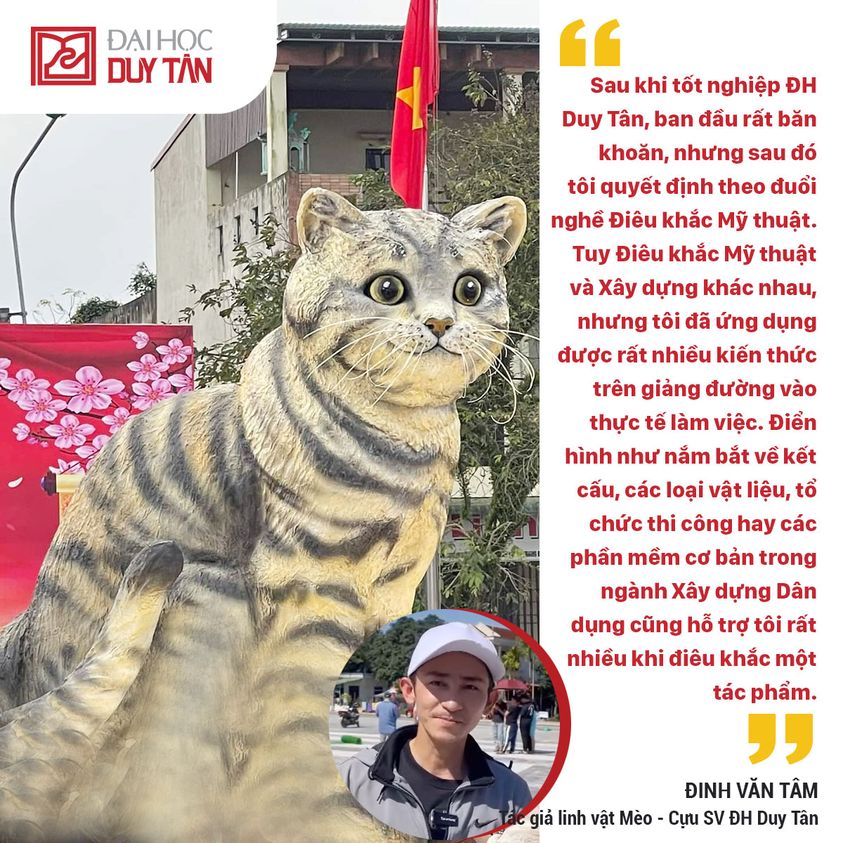 ĐẠI HỌC
DUY TÂN
Sau khi tốt nghiệp ĐH
Duy Tân, ban đầu rất băn
khoăn, nhưng sau đó
tôi quyết định theo đuổi
nghề Điêu khắc Mỹ thuật.
Tuy Điêu khắc Mỹ thuật
và Xây dựng khác nhau,
nhưng tôi đã ứng dụng
được rất nhiều kiến thức
trên giảng đường vào
thực tế làm việc. Điển
hình như nắm bắt về kết
cấu, các loại vật liệu, tổ
chức thi công hay các
phần mềm cơ bản trong
ngành Xây dựng Dân
dụng cũng hỗ trợ tôi rất
nhiều khi điêu khắc một
tác phẩm.
ĐINH VĂN TÂM
Tác giả linh vật Mèo - Cựu SV ĐH Duy Tân